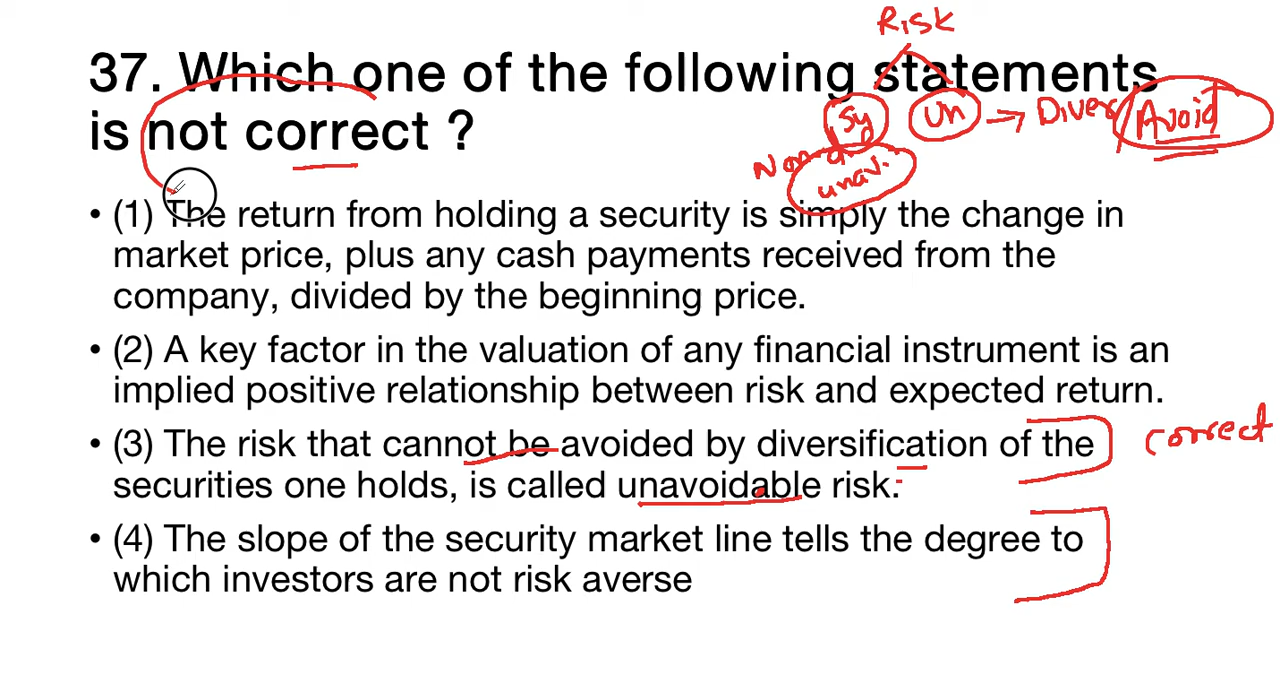 Risk
37. Which one of the following statements
Sy Un → Diver Avoid
is not correct ?
unav.
• (1) The return from holding a security is simply the change in
market price, plus any cash payments received from the
company, divided by the beginning price.
• (2) A key factor in the valuation of any financial instrument is an
implied positive relationship between risk and expected return.
• (3) The risk that cannot be avoided by diversification of the
securities one holds, is called unavoidable risk.
correct
• (4) The slope of the security market line tells the degree to
which investors are not risk averse